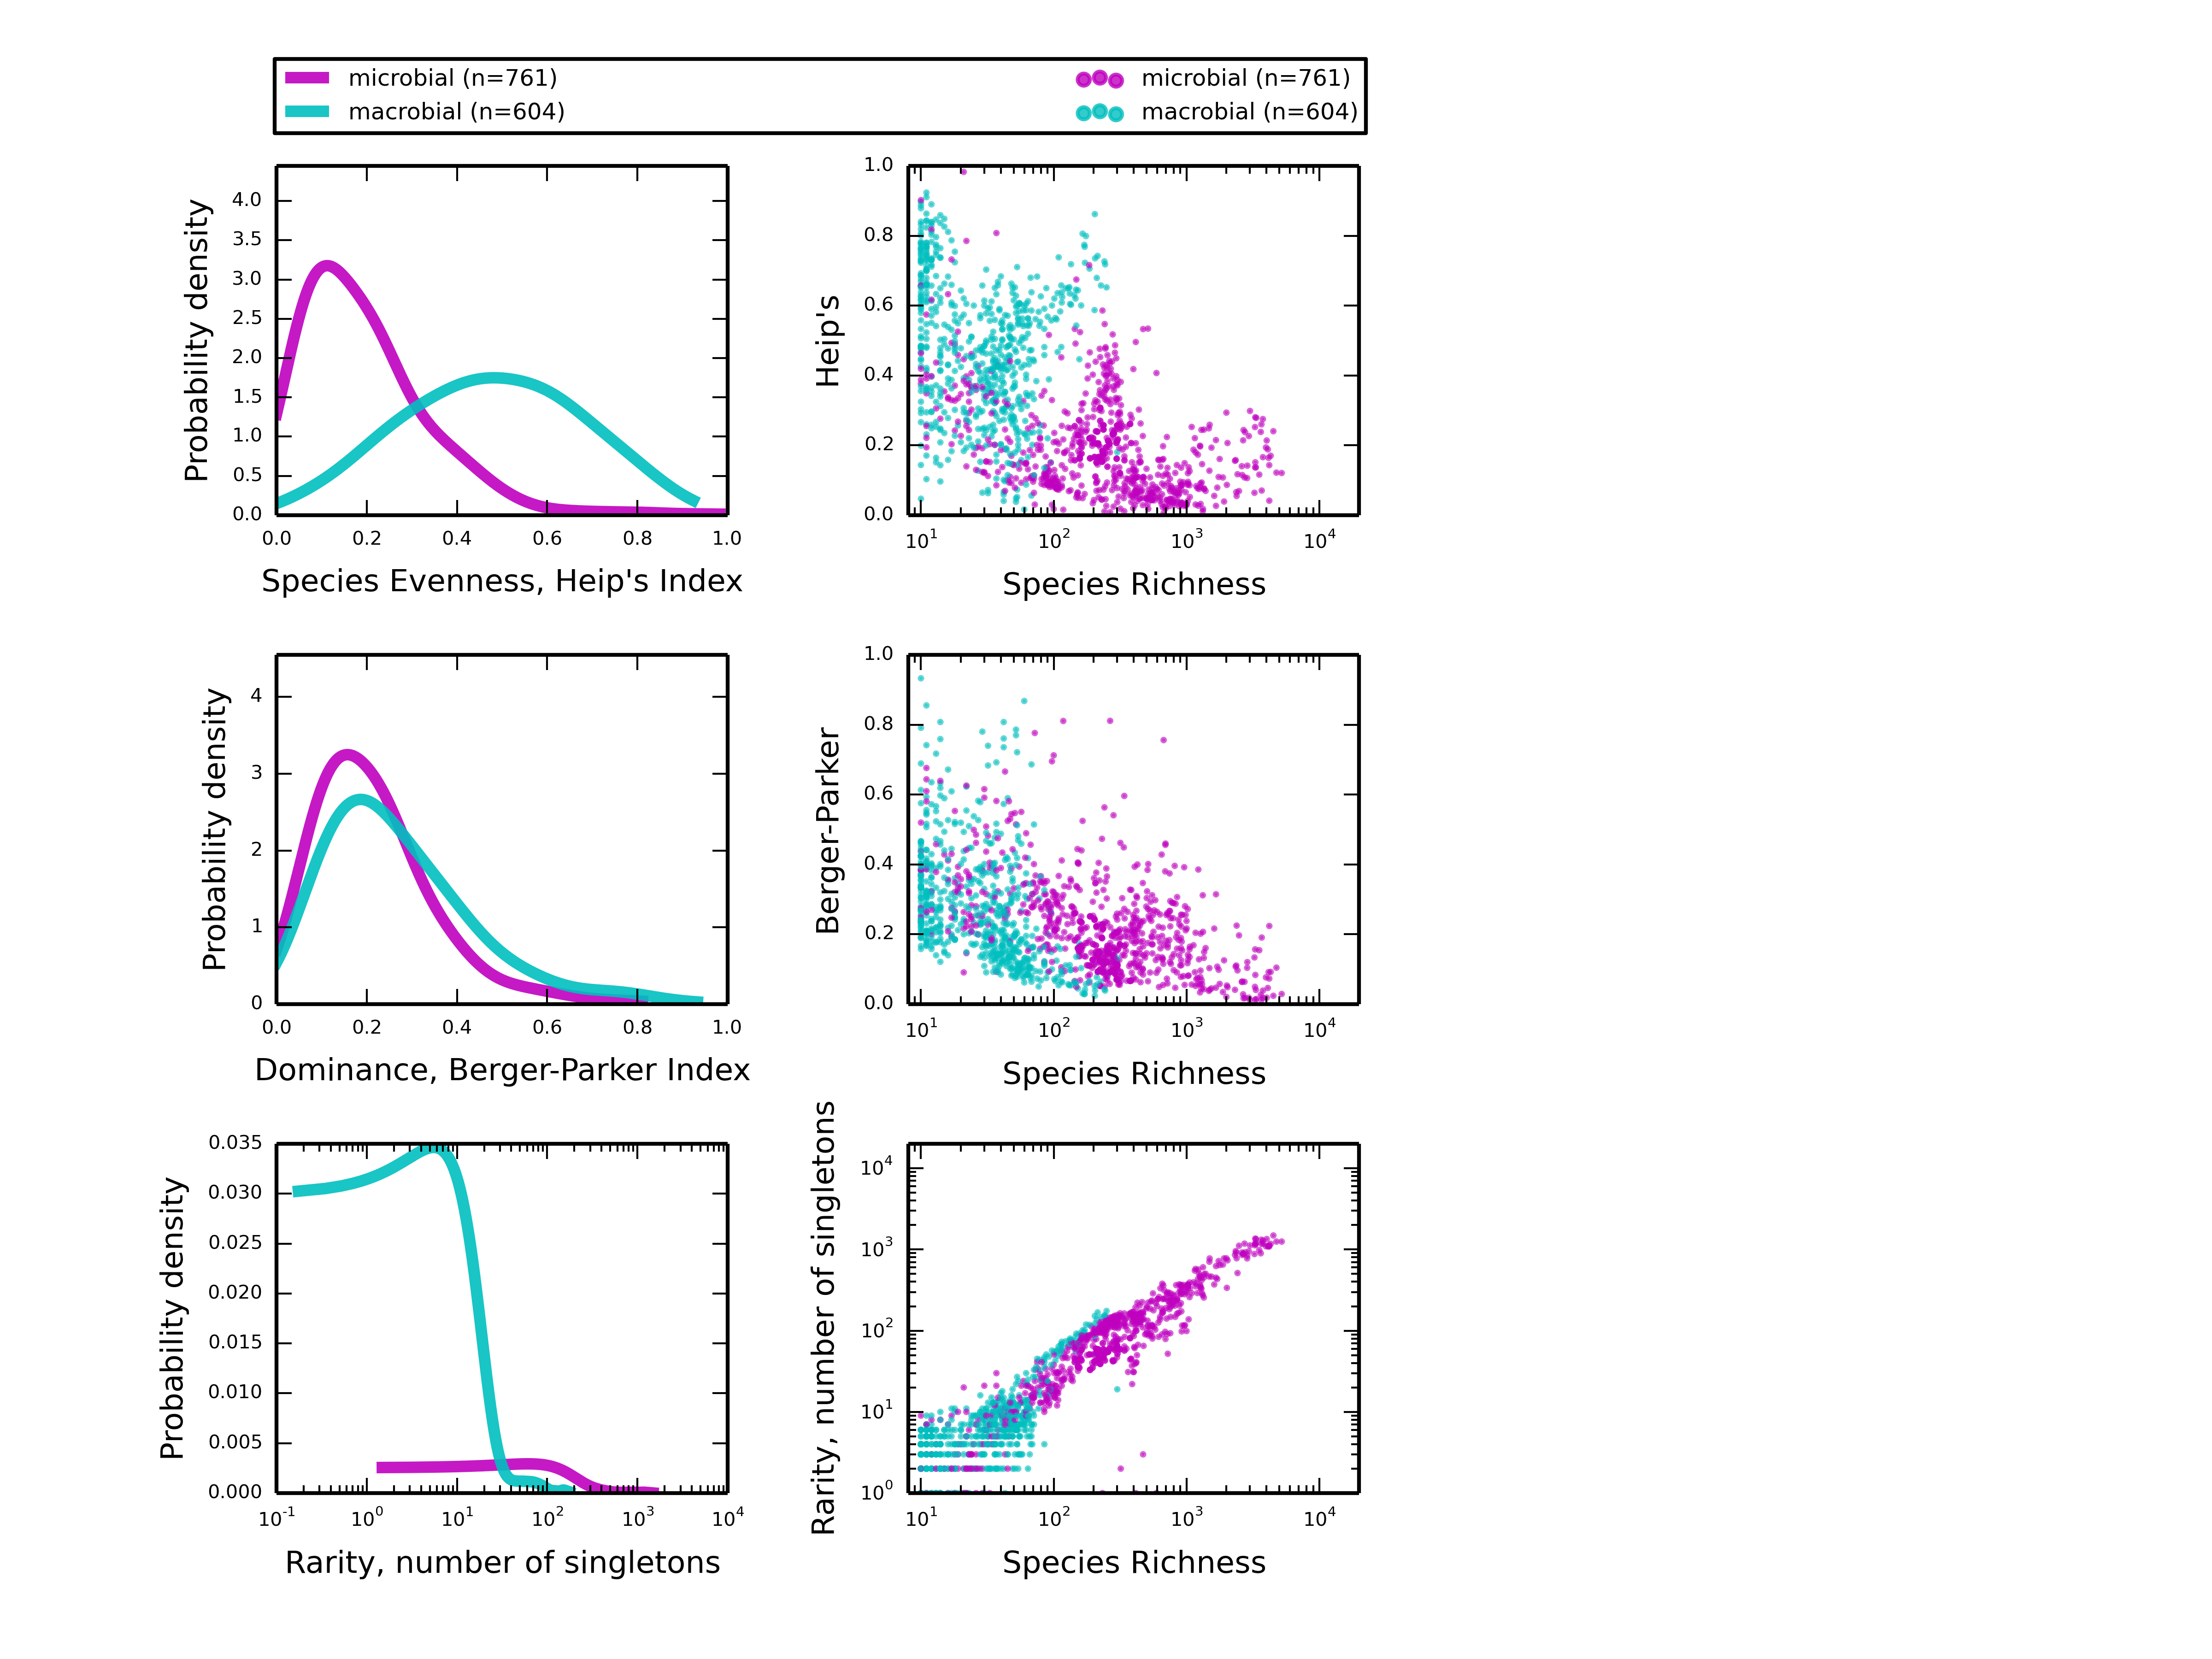 microbial (n=761)
macrobial (n=604)
microbial (n=761)
macrobial (n=604)
Probability density
4.0
3.5
3.0
2.5
2.0
1.5
1.0
0.5
0.0
0.0 0.2 0.4 0.6 0.8 1.0
Species Evenness, Heip's Index
Heip's
1.0
0.8
0.6
0.4
0.2
0.0
10^1 10^2 10^3 10^4
Species Richness
Probability density
4
3
2
1
0
0.0 0.2 0.4 0.6 0.8 1.0
Dominance, Berger-Parker Index
Berger-Parker
1.0
0.8
0.6
0.4
0.2
0.0
10^1 10^2 10^3 10^4
Species Richness
Probability density
0.035
0.030
0.025
0.020
0.015
0.010
0.005
0.000
10^-1 10^0 10^1 10^2 10^3 10^4
Rarity, number of singletons
Rarity, number of singletons
10^4
10^3
10^2
10^1
10^0
10^1 10^2 10^3 10^4
Species Richness